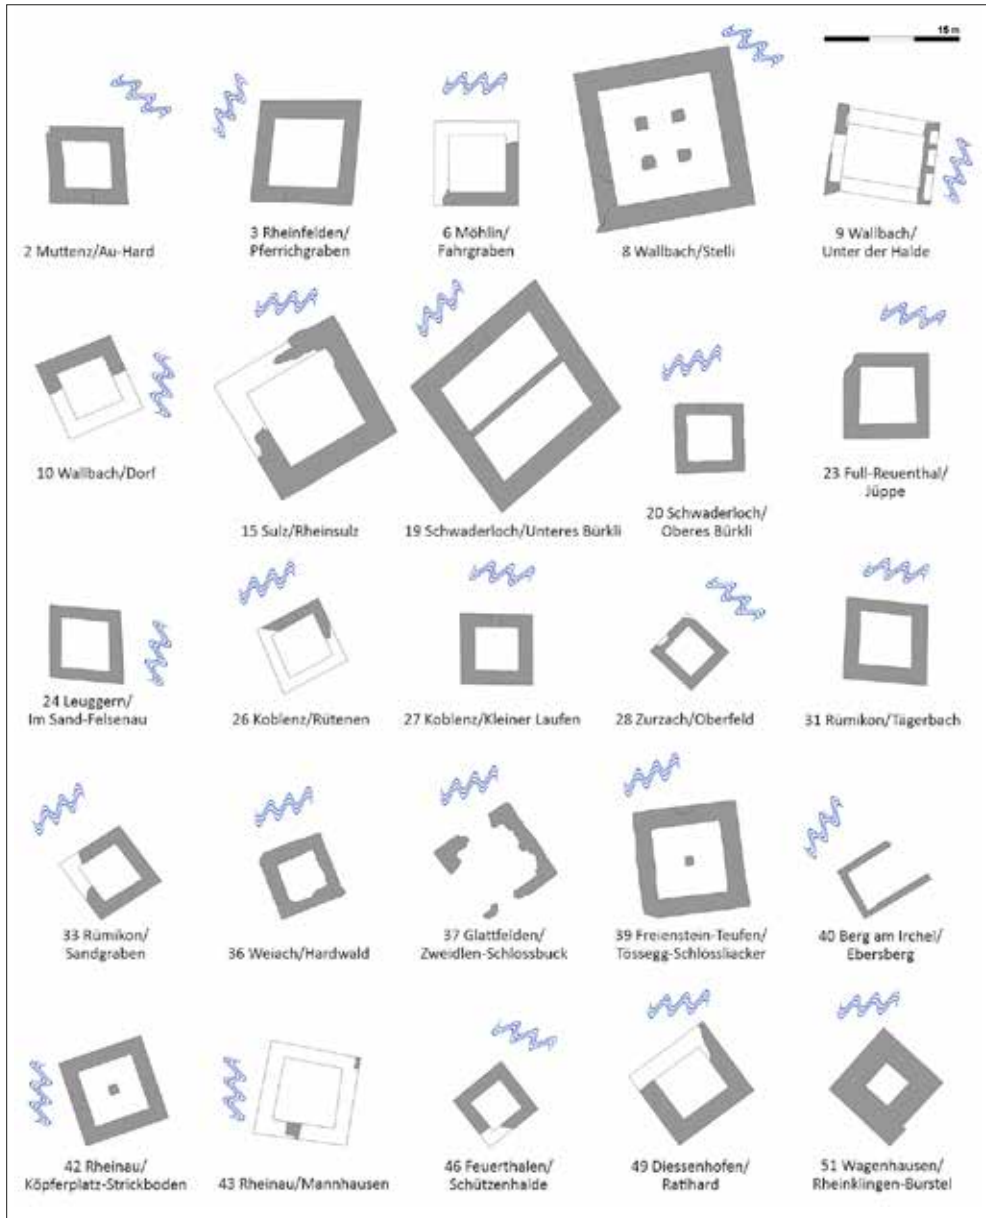 15 m
2 Muttenz/Au-Hard
3 Rheinfelden/
Pferrichgraben
6 Möhlin/
Fahrgraben
8 Wallbach/Stelli
9 Wallbach/
Unter der Halde
10 Wallbach/Dorf
15 Sulz/Rheinsulz
19 Schwaderloch/Unteres Bürkli
20 Schwaderloch/
Oberes Bürkli
23 Full-Reuenthal/
Jüppe
24 Leuggern/
Im Sand-Felsenau
26 Koblenz/Rütenen
27 Koblenz/Kleiner Laufen
28 Zurzach/Oberfeld
31 Rümikon/Tägerbach
33 Rümikon/
Sandgraben
36 Weiach/Hardwald
37 Glattfelden/
Zweidlen-Schlossbuck
39 Freienstein-Teufen/
Tössegg-Schlössliacker
40 Berg am Irchel/
Ebersberg
42 Rheinau/
Köpferplatz-Strickboden
43 Rheinau/Mannhausen
46 Feuerthalen/
Schützenhalde
49 Diessenhofen/
Ratihard
51 Wagenhausen/
Rheinklingen-Burstel